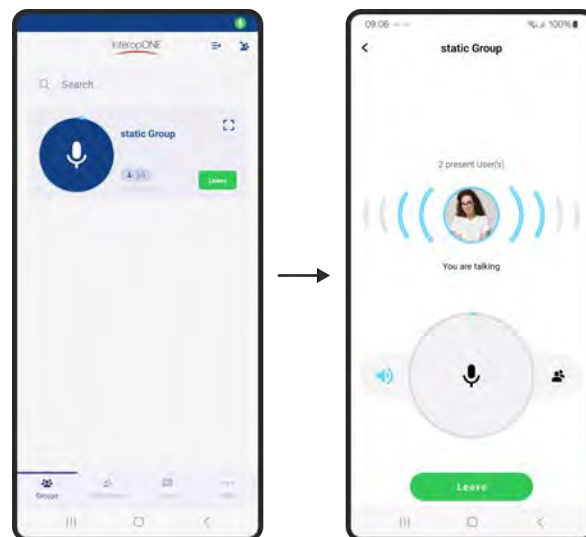 InteropONE
Search
static Group
Leave
Groups
09:06
100%
static Group
2 present User(s)
You are talking
Leave